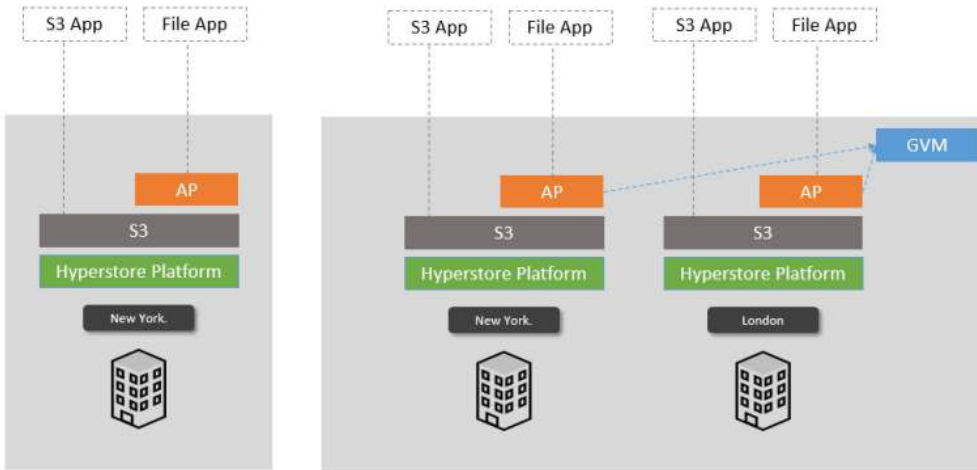 S3 App
File App
AP
S3
Hyperstore Platform
New York.
S3 App
File App
S3 App
File App
GVM
AP
AP
S3
S3
Hyperstore Platform
Hyperstore Platform
New York.
London